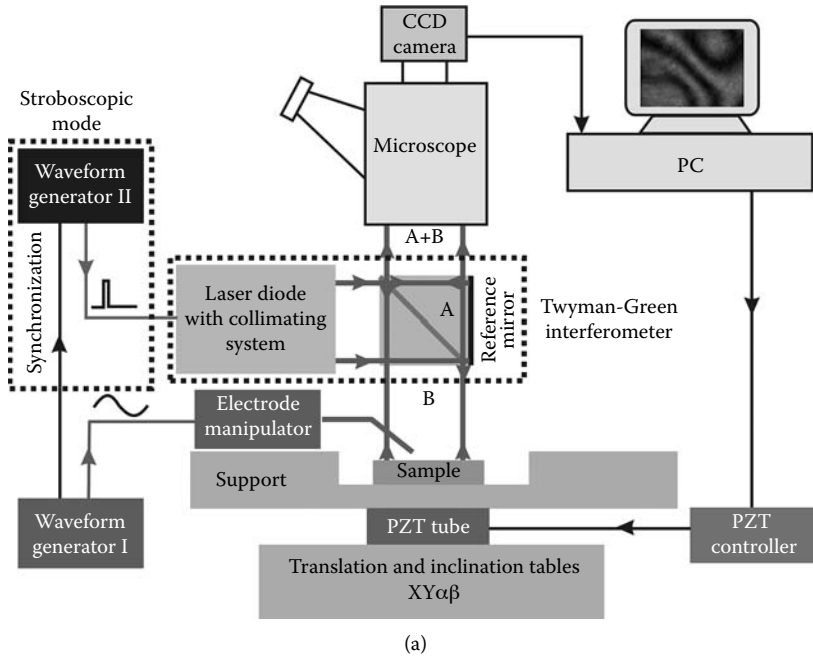 CCD
camera
Stroboscopic
mode
Waveform
generator II
Microscope
PC
A+B
Synchronization
Laser diode
with collimating
system
A
Reference
mirror
Twyman-Green
interferometer
B
Electrode
manipulator
Sample
Support
Waveform
generator I
PZT tube
PZT
controller
Translation and inclination tables
XYαβ
(a)